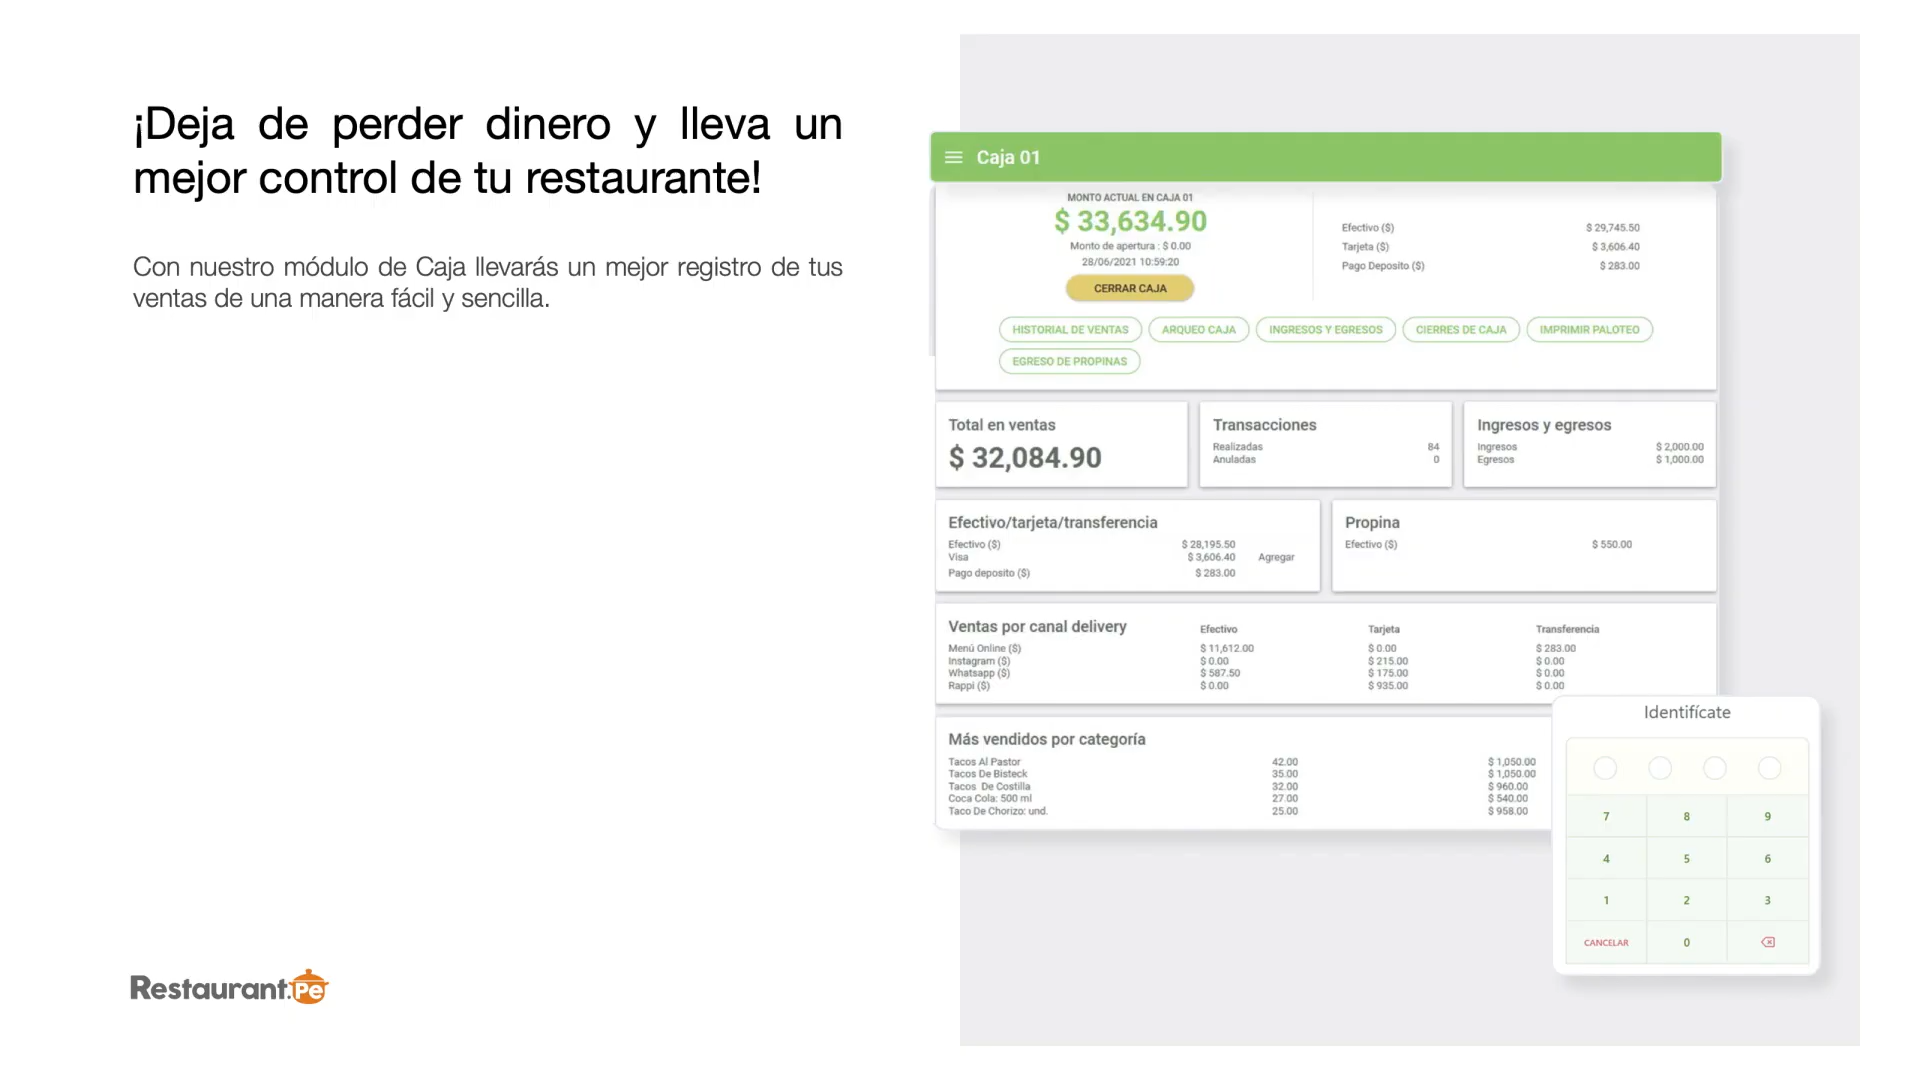 ¡Deja de perder dinero y lleva un
mejor control de tu restaurante!
Con nuestro módulo de Caja llevarás un mejor registro de tus
ventas de una manera fácil y sencilla.
Restaurant.Pe
Caja 01
MONTO ACTUAL EN CAJA 01
$ 33,634.90
Monto de apertura : $ 0.00
28/06/2021 10:59:20
CERRAR CAJA
Efectivo ($) $ 29,745.50
Tarjeta ($) $ 3,606.40
Pago Deposito ($) $ 283.00
HISTORIAL DE VENTAS ARQUEO CAJA INGRESOS Y EGRESOS CIERRES DE CAJA IMPRIMIR PALOTEO
EGRESO DE PROPINAS
Total en ventas
$ 32,084.90
Transacciones
Realizadas 84
Anuladas 0
Ingresos y egresos
Ingresos $ 2,000.00
Egresos $ 1,000.00
Efectivo/tarjeta/transferencia
Efectivo ($) $ 28,195.50
Visa $ 3,606.40 Agregar
Pago deposito ($) $ 283.00
Propina
Efectivo ($) $ 550.00
Ventas por canal delivery Efectivo Tarjeta Transferencia
Menú Online ($) $ 11,612.00 $ 0.00 $ 283.00
Instagram ($) $ 0.00 $ 215.00 $ 0.00
Whatsapp ($) $ 587.50 $ 175.00 $ 0.00
Rappi ($) $ 0.00 $ 935.00 $ 0.00
Más vendidos por categoría
Tacos Al Pastor 42.00 $ 1,050.00
Tacos De Bisteck 35.00 $ 1,050.00
Tacos De Costilla 32.00 $ 960.00
Coca Cola: 500 ml 27.00 $ 540.00
Taco De Chorizo: und. 25.00 $ 958.00
Identifícate
7 8 9
4 5 6
1 2 3
CANCELAR 0